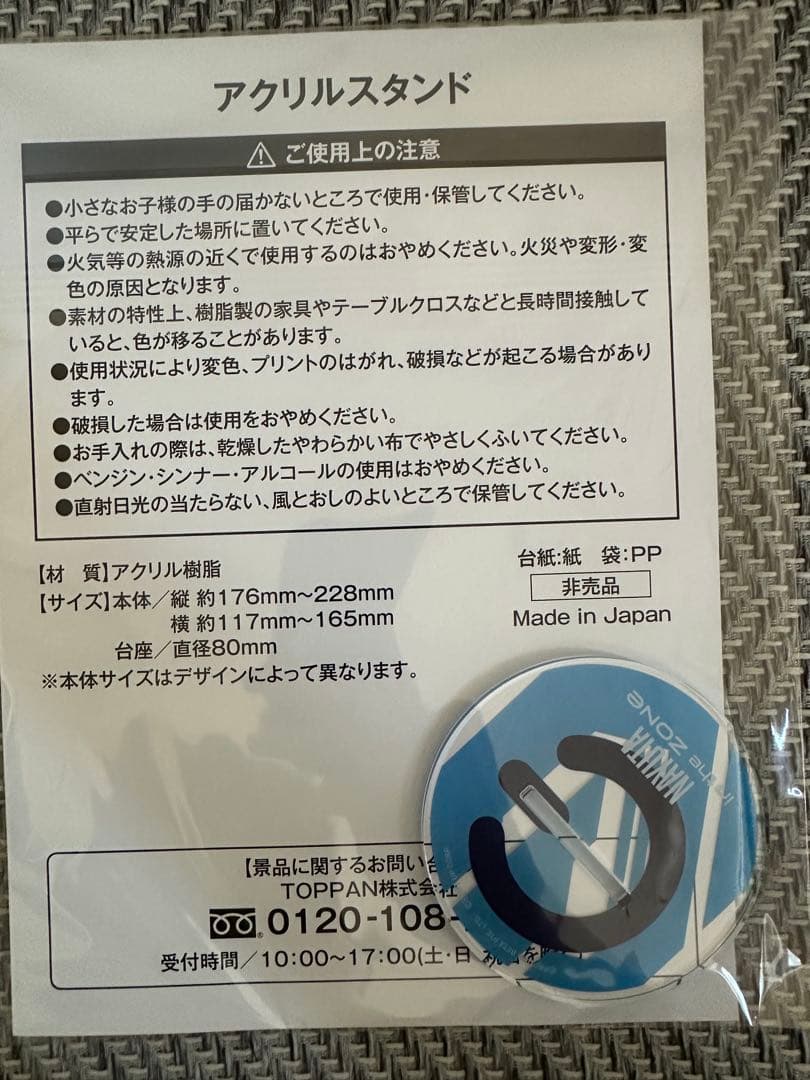 アクリルスタンド
ご使用上の注意
●小さなお子様の手の届かないところで使用・保管してください。
●平らで安定した場所に置いてください。
●火気等の熱源の近くで使用するのはおやめください。火災や変形・変
色の原因となります。
●素材の特性上、樹脂製の家具やテーブルクロスなどと長時間接触して
いると、色が移ることがあります。
●使用状況により変色、プリントのはがれ、破損などが起こる場合があり
ます。
●破損した場合は使用をおやめください。
●お手入れの際は、乾燥したやわらかい布でやさしくふいてください。
●ベンジン・シンナー・アルコールの使用はおやめください。
●直射日光の当たらない、風とおしのよいところで保管してください。
【材　質】アクリル樹脂
【サイズ】本体／縦 約176mm～228mm
横 約117mm～165mm
台座／直径80mm
※本体サイズはデザインによって異なります。
台紙:紙　袋:PP
非売品
Made in Japan
In the ZONe
【景品に関するお問い合
TOPPAN株式会社
0120-108-
受付時間／10:00～17:00(土・日